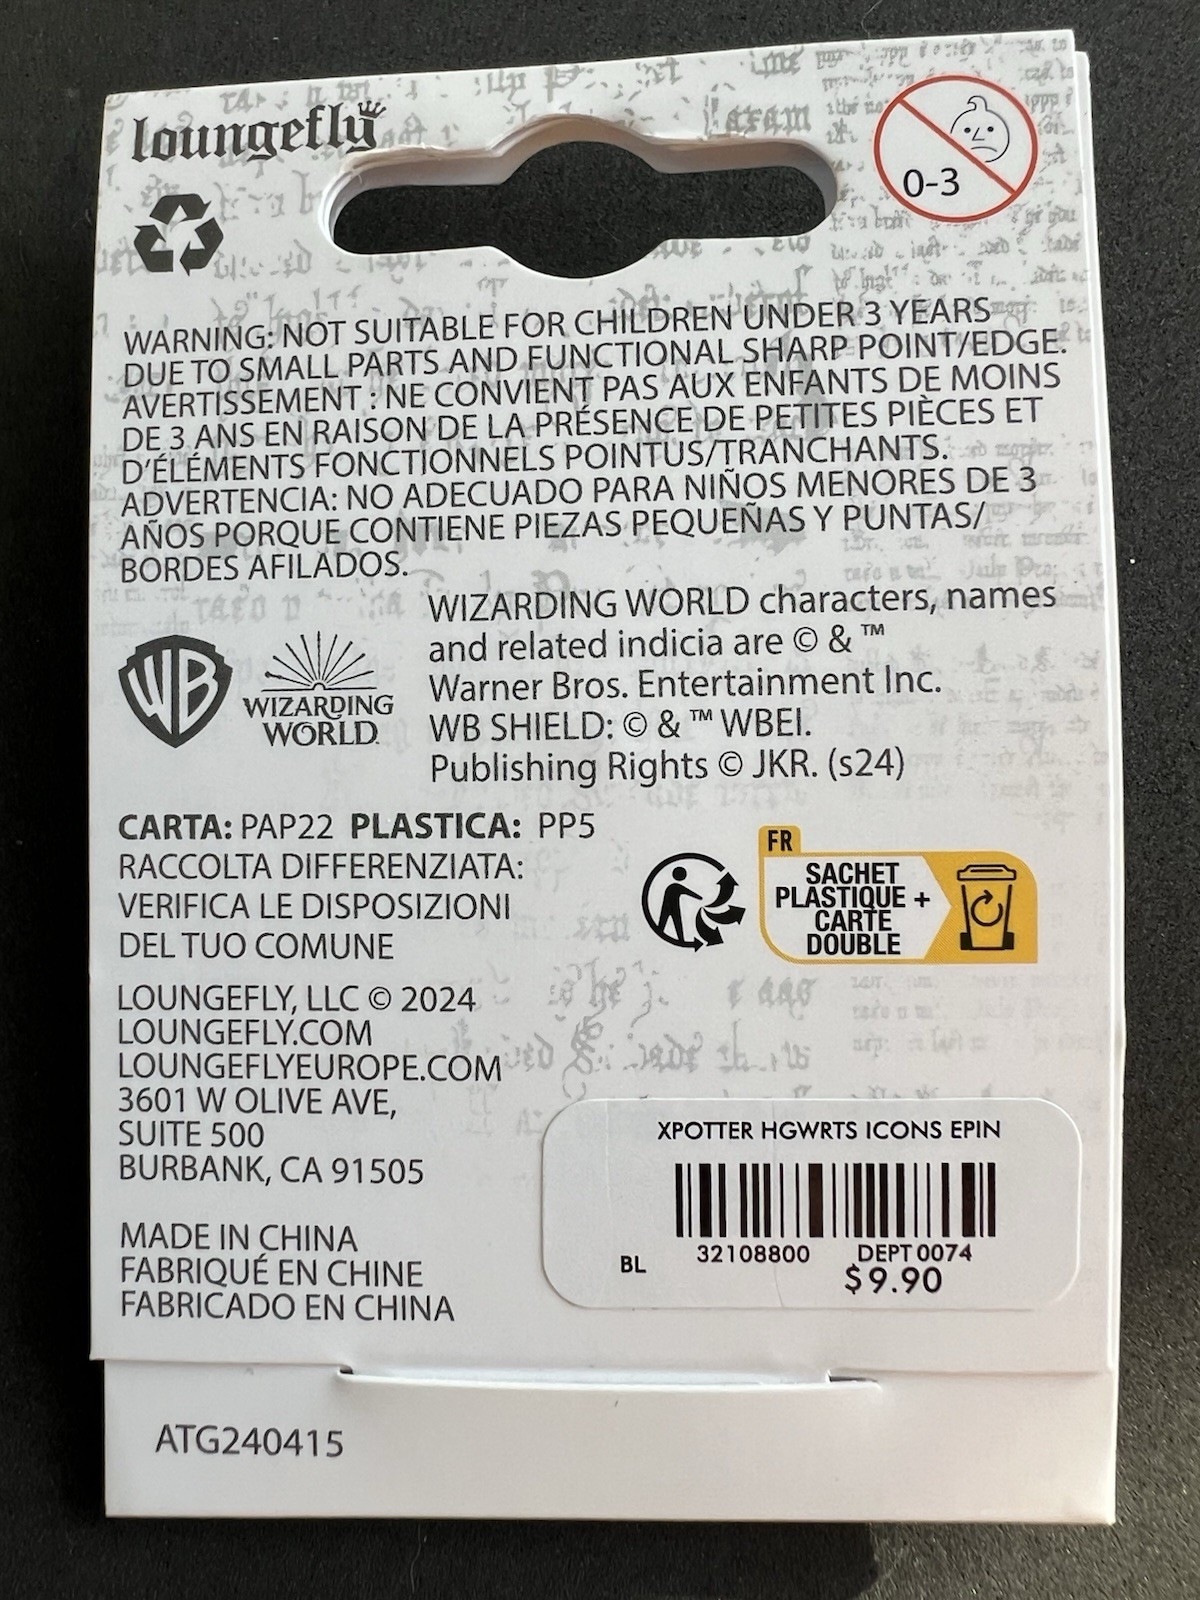 loungefly
0-3
WARNING: NOT SUITABLE FOR CHILDREN UNDER 3 YEARS
DUE TO SMALL PARTS AND FUNCTIONAL SHARP POINT/EDGE.
AVERTISSEMENT : NE CONVIENT PAS AUX ENFANTS DE MOINS
DE 3 ANS EN RAISON DE LA PRÉSENCE DE PETITES PIÈCES ET
D'ÉLÉMENTS FONCTIONNELS POINTUS/TRANCHANTS.
ADVERTENCIA: NO ADECUADO PARA NIÑOS MENORES DE 3
AÑOS PORQUE CONTIENE PIEZAS PEQUEÑAS Y PUNTAS/
BORDES AFILADOS.
WB
WIZARDING
WORLD
WIZARDING WORLD characters, names
and related indicia are © & ™
Warner Bros. Entertainment Inc.
WB SHIELD: © & ™ WBEI.
Publishing Rights © JKR. (s24)
CARTA: PAP22 PLASTICA: PP5
RACCOLTA DIFFERENZIATA:
VERIFICA LE DISPOSIZIONI
DEL TUO COMUNE
FR
SACHET
PLASTIQUE +
CARTE
DOUBLE
LOUNGEFLY, LLC © 2024
LOUNGEFLY.COM
LOUNGEFLYEUROPE.COM
3601 W OLIVE AVE,
SUITE 500
BURBANK, CA 91505
MADE IN CHINA
FABRIQUÉ EN CHINE
FABRICADO EN CHINA
XPOTTER HGWRTS ICONS EPIN
BL 32108800 DEPT 0074
$9.90
ATG240415